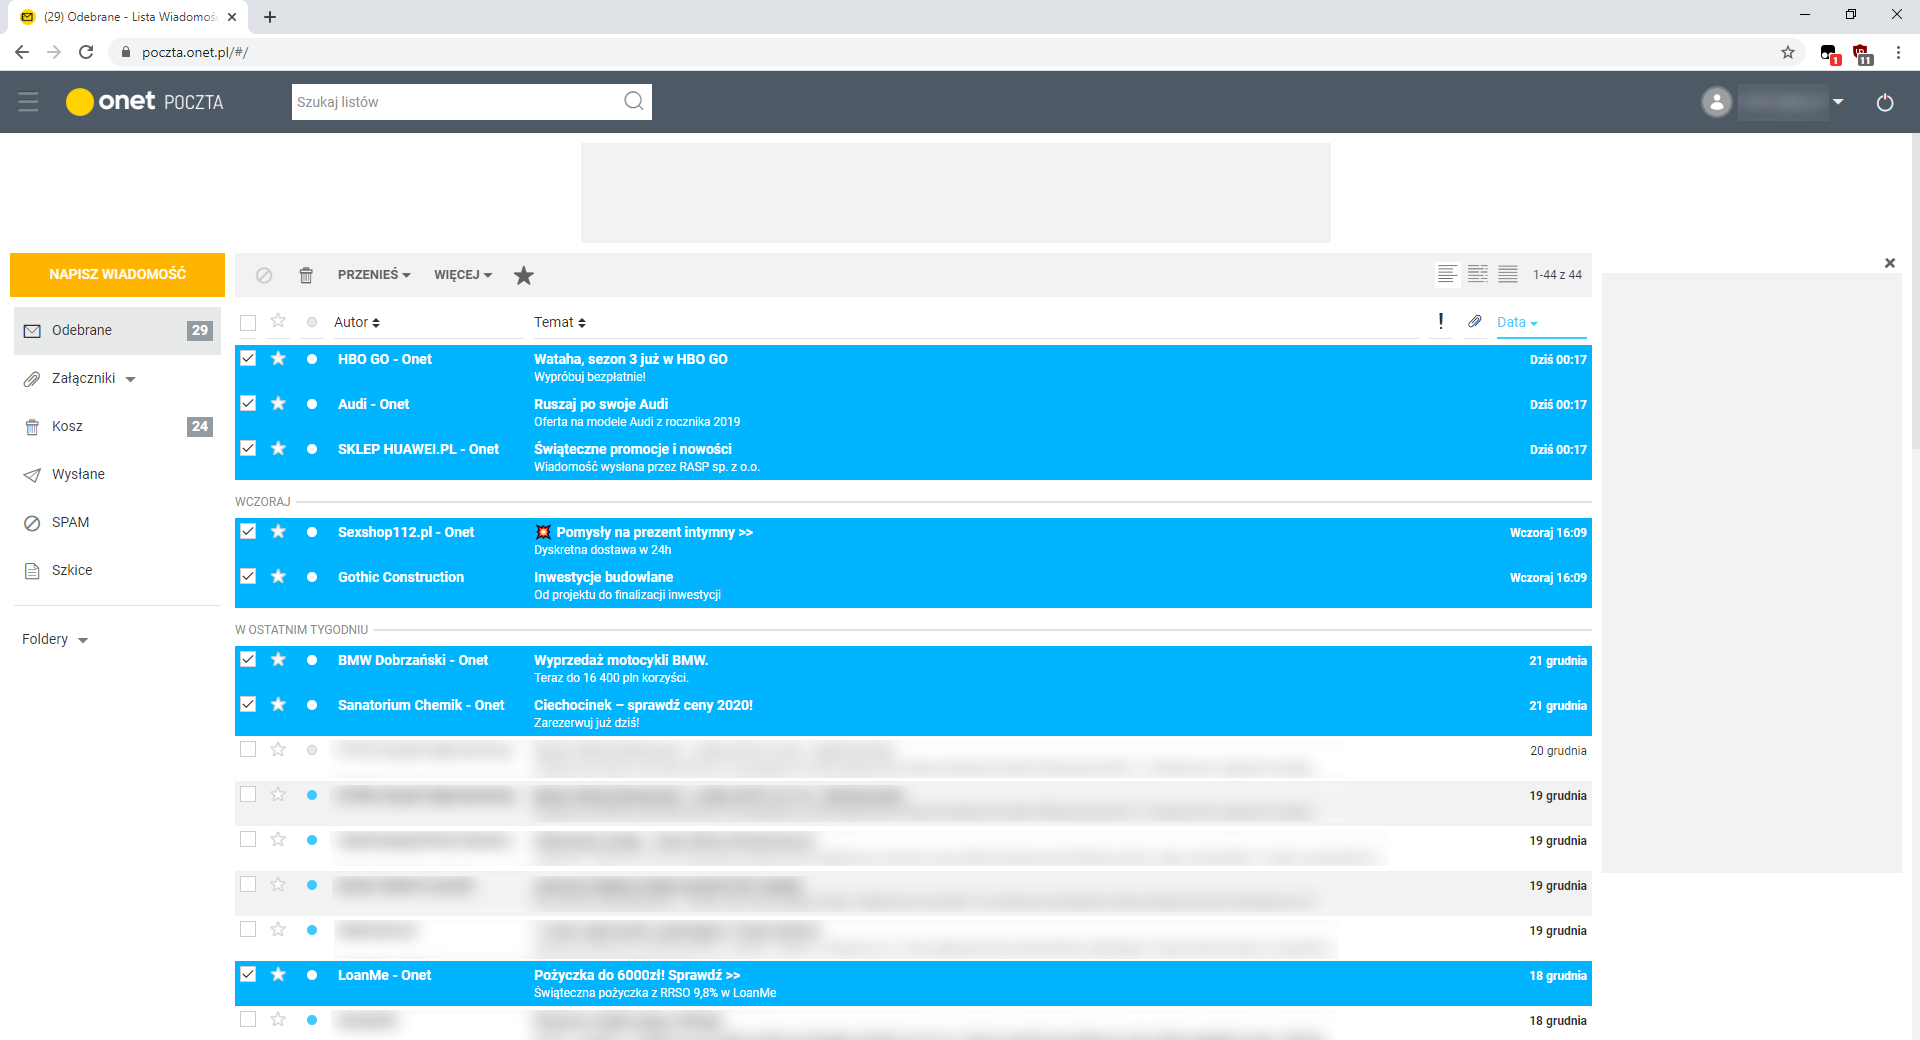 (29) Odebrane - Lista Wiadomoś
poczta.onet.pl/#/
1
11
onet POCZTA
Szukaj listów
NAPISZ WIADOMOŚĆ
PRZENIEŚ
WIĘCEJ
1-44 z 44
Odebrane 29
Załączniki
Kosz 24
Wysłane
SPAM
Szkice
Foldery
Autor Temat ! Data
HBO GO - Onet Wataha, sezon 3 już w HBO GO Dziś 00:17
Wypróbuj bezpłatnie!
Audi - Onet Ruszaj po swoje Audi Dziś 00:17
Oferta na modele Audi z rocznika 2019
SKLEP HUAWEI.PL - Onet Świąteczne promocje i nowości Dziś 00:17
Wiadomość wysłana przez RASP sp. z o.o.
WCZORAJ
Sexshop112.pl - Onet 💥 Pomysły na prezent intymny >> Wczoraj 16:09
Dyskretna dostawa w 24h
Gothic Construction Inwestycje budowlane Wczoraj 16:09
Od projektu do finalizacji inwestycji
W OSTATNIM TYGODNIU
BMW Dobrzański - Onet Wyprzedaż motocykli BMW. 21 grudnia
Teraz do 16 400 pln korzyści.
Sanatorium Chemik - Onet Ciechocinek – sprawdź ceny 2020! 21 grudnia
Zarezerwuj już dziś!
20 grudnia
19 grudnia
19 grudnia
19 grudnia
19 grudnia
LoanMe - Onet Pożyczka do 6000zł! Sprawdź >> 18 grudnia
Świąteczna pożyczka z RRSO 9,8% w LoanMe
18 grudnia